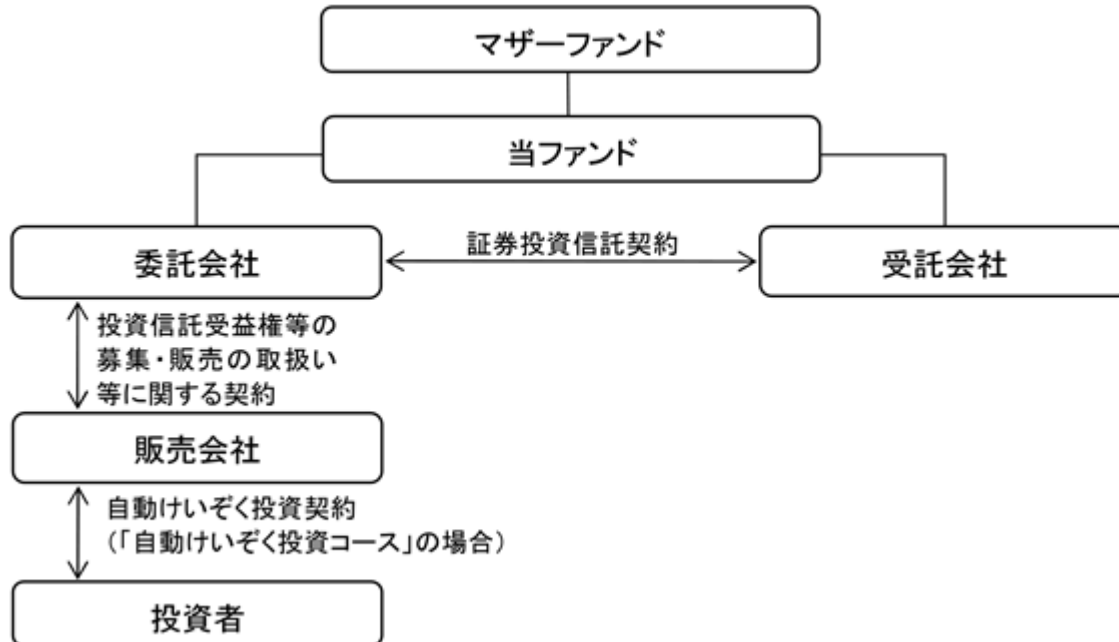 マザーファンド
当ファンド
委託会社
証券投資信託契約
受託会社
投資信託受益権等の
募集・販売の取扱い
等に関する契約
販売会社
自動けいぞく投資契約
（「自動けいぞく投資コース」の場合）
投資者